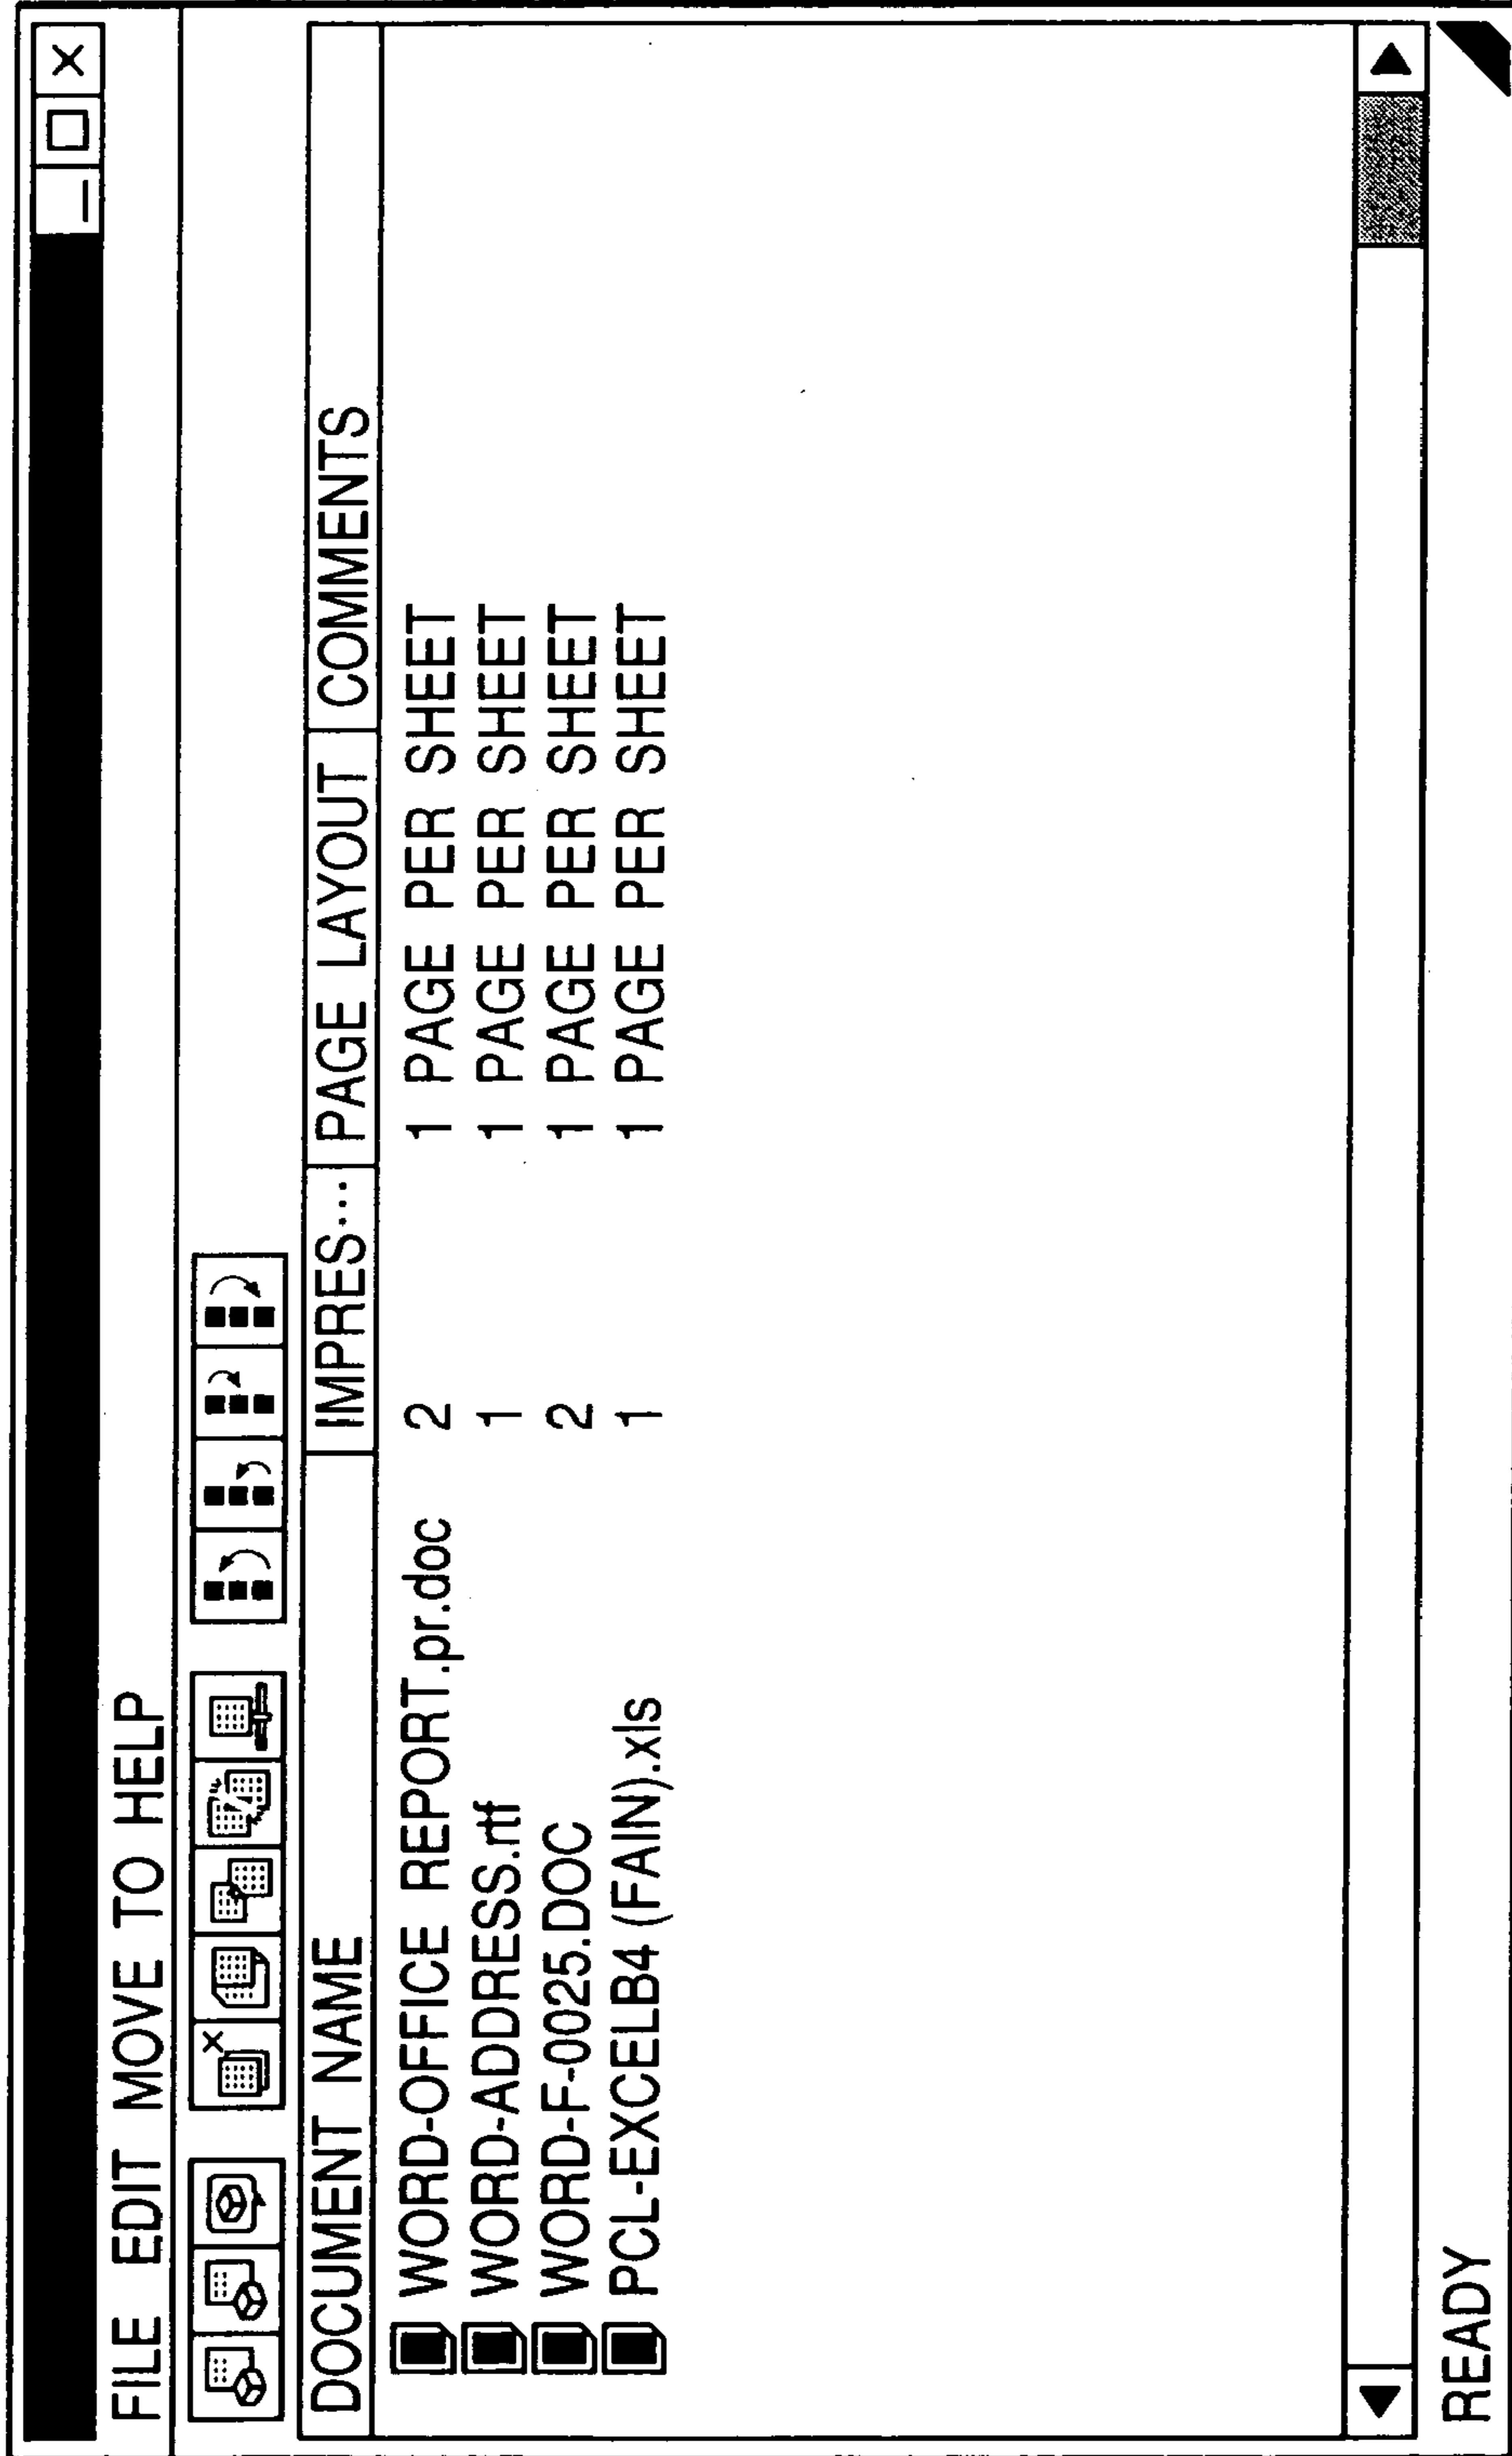 FILE EDIT MOVE TO HELP
DOCUMENT NAME IMPRES··· PAGE LAYOUT COMMENTS
WORD-OFFICE REPORT.pr.doc 2 1 PAGE PER SHEET
WORD-ADDRESS.rtf 1 1 PAGE PER SHEET
WORD-F-0025.DOC 2 1 PAGE PER SHEET
PCL-EXCELB4 (FAIN).xls 1 1 PAGE PER SHEET
READY